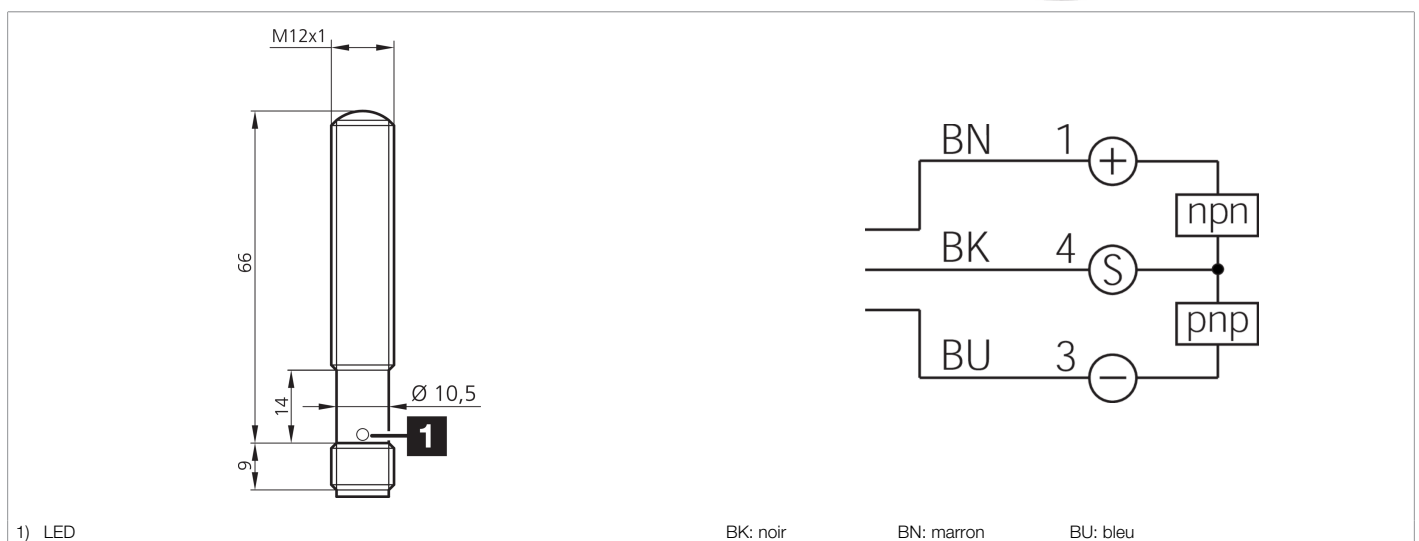 M12x1
66
14
Ø 10,5
1
9
BN 1 +
npn
BK 4 S
pnp
BU 3 −
1) LED
BK: noir BN: marron BU: bleu